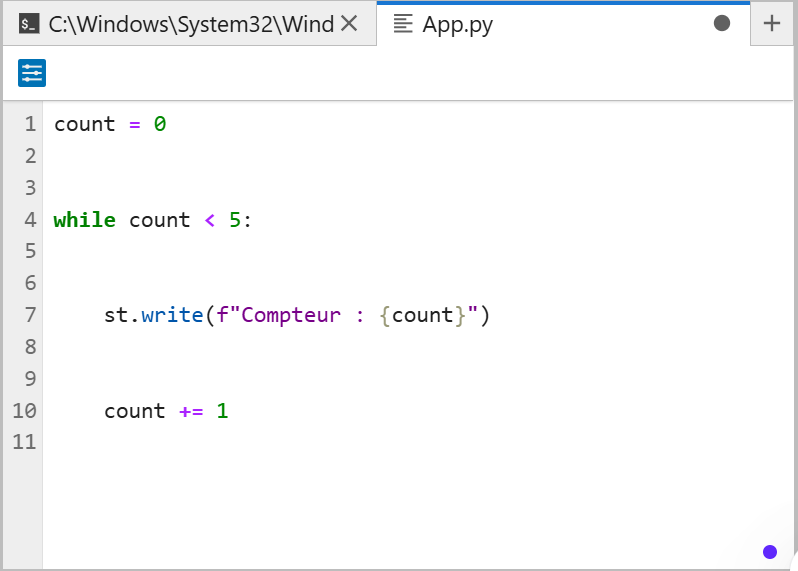 C:\Windows\System32\Wind
App.py
1 count = 0
2
3
4 while count < 5:
5
6
7     st.write(f"Compteur : {count}")
8
9
10     count += 1
11